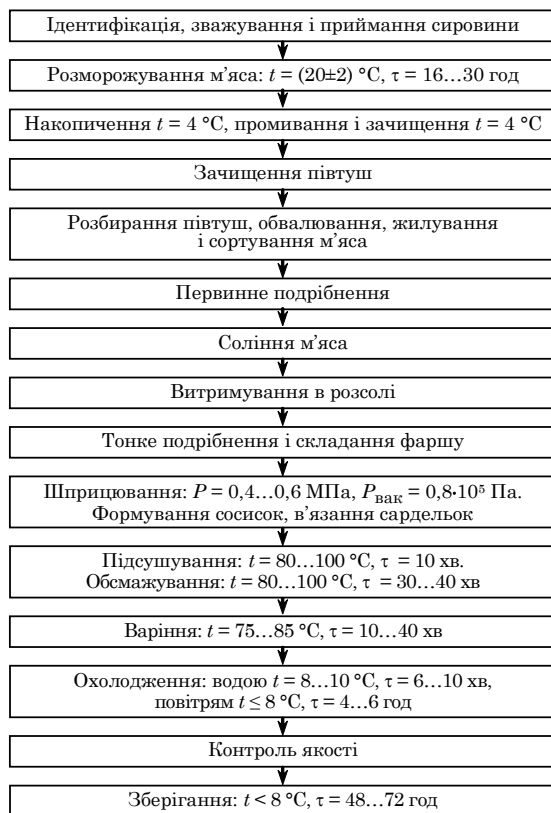 Ідентифікація, зважування і приймання сировини
Розморожування м’яса: t = (20±2) °С, τ = 16...30 год
Накопичення t = 4 °С, промивання і зачищення t = 4 °С
Зачищення півтуш
Розбирання півтуш, обвалювання, жилування
і сортування м’яса
Первинне подрібнення
Соління м’яса
Витримування в розсолі
Тонке подрібнення і складання фаршу
Шприцювання: P = 0,4...0,6 МПа, Pвак = 0,8·10⁵ Па.
Формування сосисок, в’язання сардельок
Підсушування: t = 80...100 °С, τ = 10 хв.
Обсмажування: t = 80...100 °С, τ = 30...40 хв
Варіння: t = 75...85 °С, τ = 10...40 хв
Охолодження: водою t = 8...10 °С, τ = 6...10 хв,
повітрям t ≤ 8 °С, τ = 4...6 год
Контроль якості
Зберігання: t < 8 °С, τ = 48...72 год